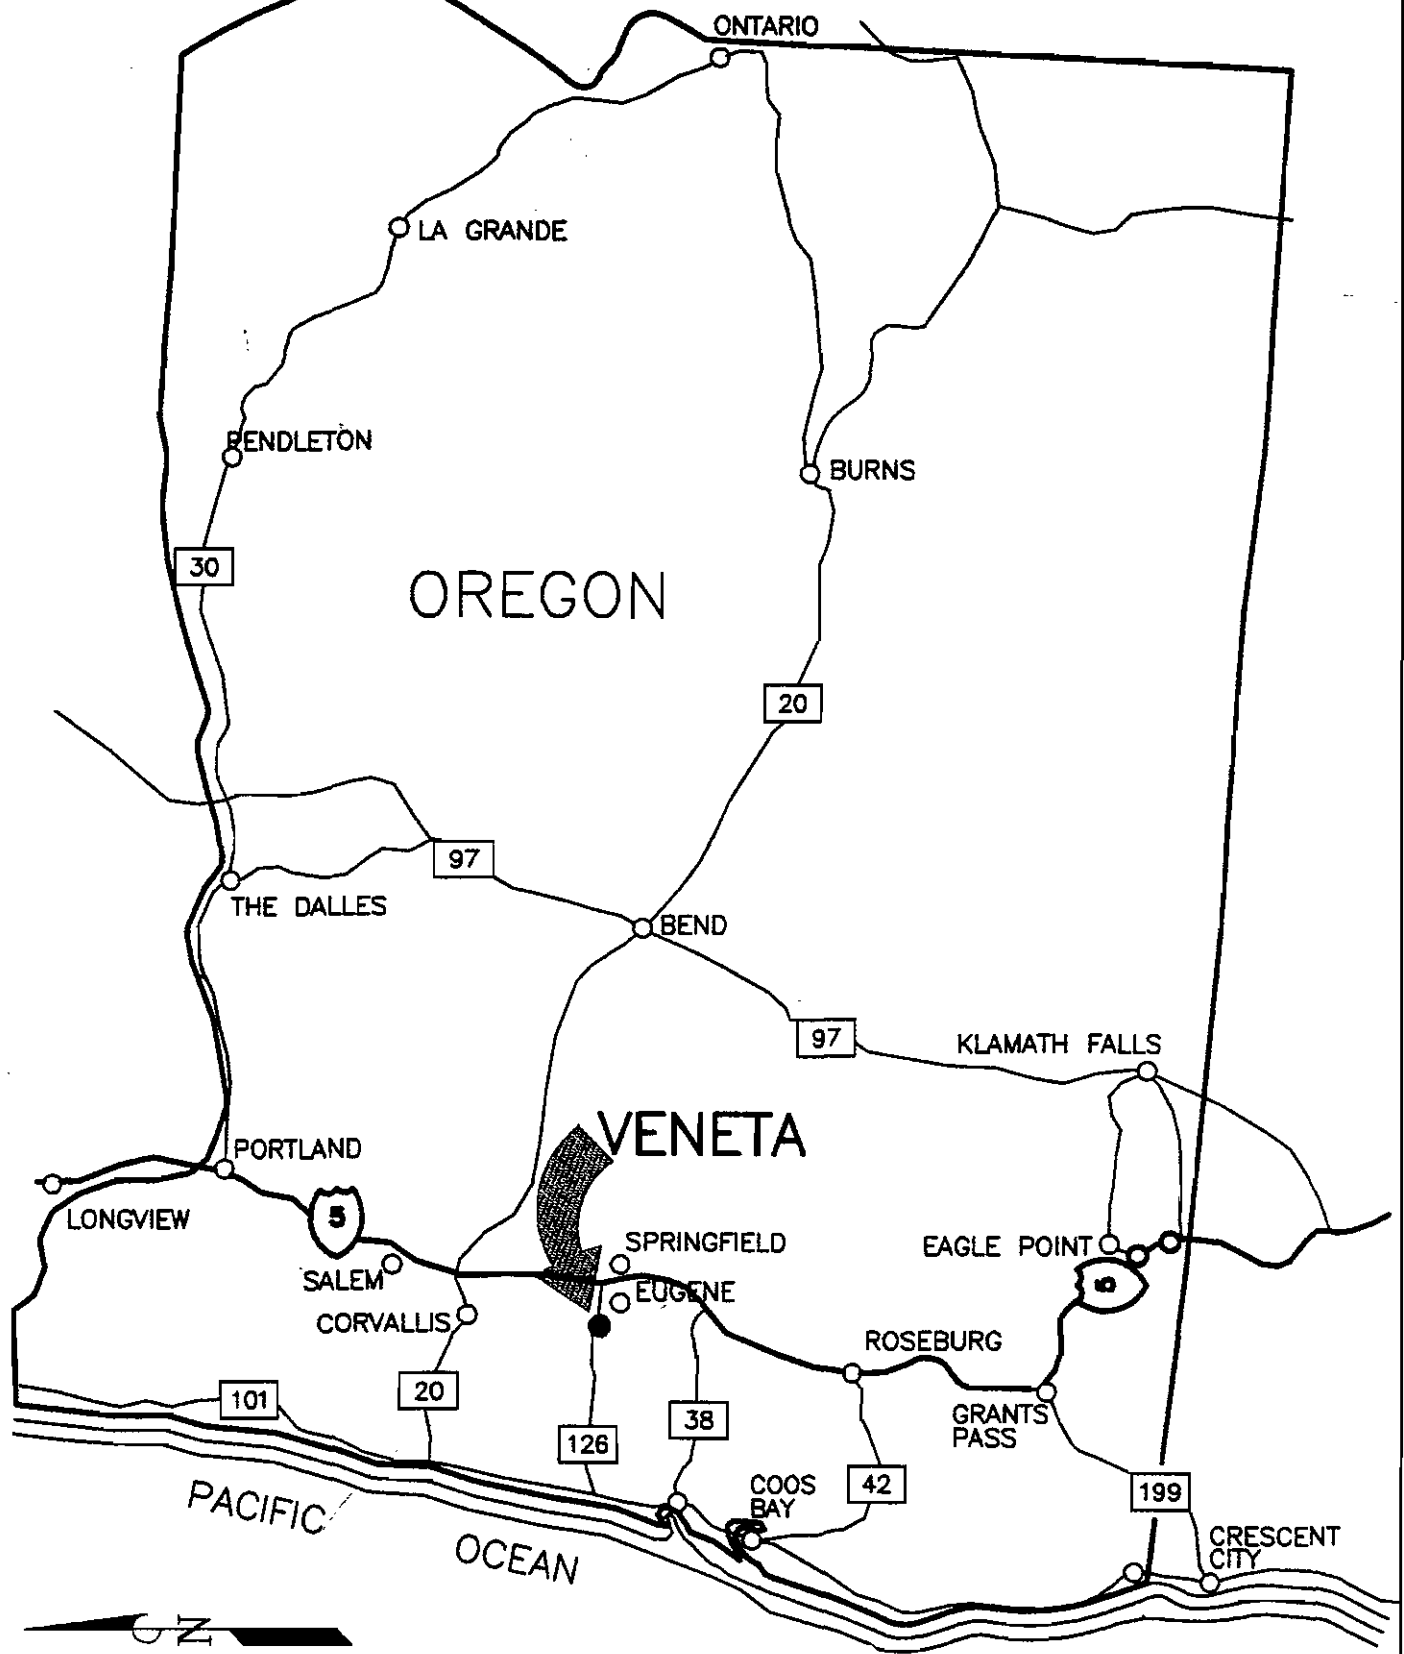 ONTARIO
LA GRANDE
PENDLETON
BURNS
30
OREGON
20
97
THE DALLES
BEND
97
KLAMATH FALLS
VENETA
PORTLAND
LONGVIEW
5
SPRINGFIELD
EAGLE POINT
SALEM
5
EUGENE
CORVALLIS
ROSEBURG
101
20
38
GRANTS
PASS
126
COOS
BAY
42
199
PACIFIC
OCEAN
CRESCENT
CITY
N